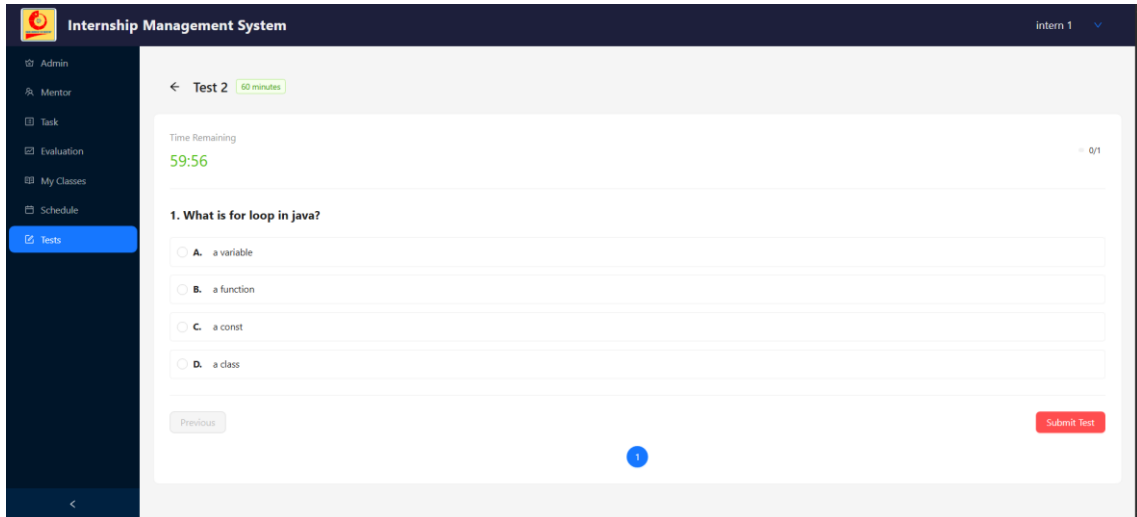 Internship Management System
intern 1
Admin
Mentor
Task
Evaluation
My Classes
Schedule
Tests
Test 2 60 minutes
Time Remaining
59:56
0/1
1. What is for loop in java?
A. a variable
B. a function
C. a const
D. a class
Previous
Submit Test
1